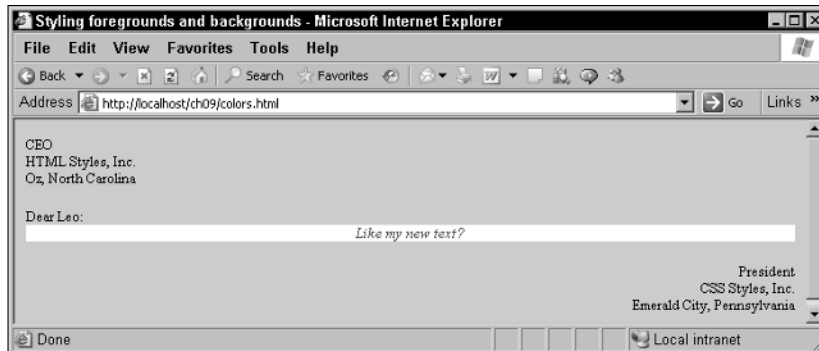 Styling foregrounds and backgrounds - Microsoft Internet Explorer
File Edit View Favorites Tools Help
Back Search Favorites
Address http://localhost/ch09/colors.html Go Links »
CEO
HTML Styles, Inc.
Oz, North Carolina
Dear Leo:
Like my new text?
President
CSS Styles, Inc.
Emerald City, Pennsylvania
Done Local intranet